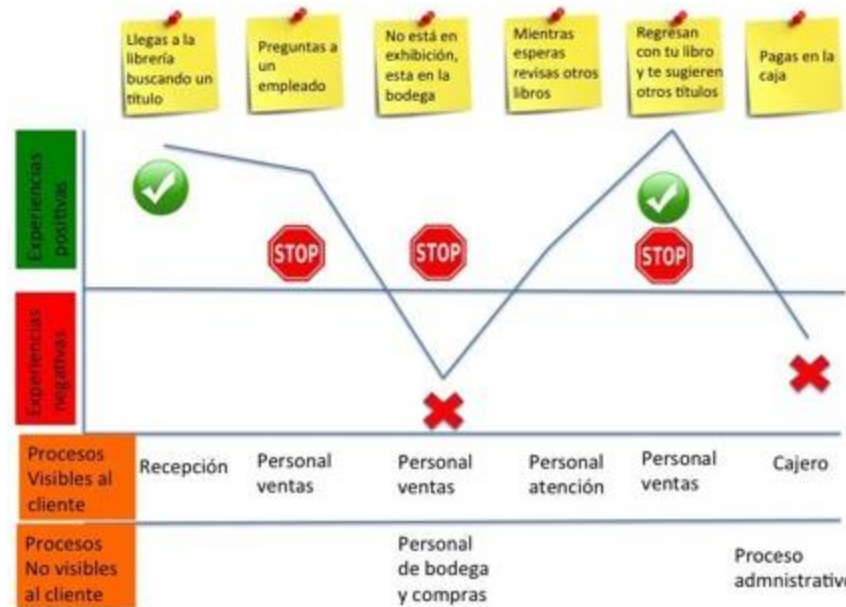 Llegas a la
librería
buscando un
título
Preguntas a
un
empleado
No está en
exhibición,
esta en la
bodega
Mientras
esperas
revisas otros
libros
Regresan
con tu libro
y te sugieren
otros títulos
Pagas en la
caja
Experiencias
positivas
STOP
STOP
STOP
Experiencias
negativas
Procesos
Visibles al
cliente
Recepción
Personal
ventas
Personal
ventas
Personal
atención
Personal
ventas
Cajero
Procesos
No visibles
al cliente
Personal
de bodega
y compras
Proceso
admnistrativo